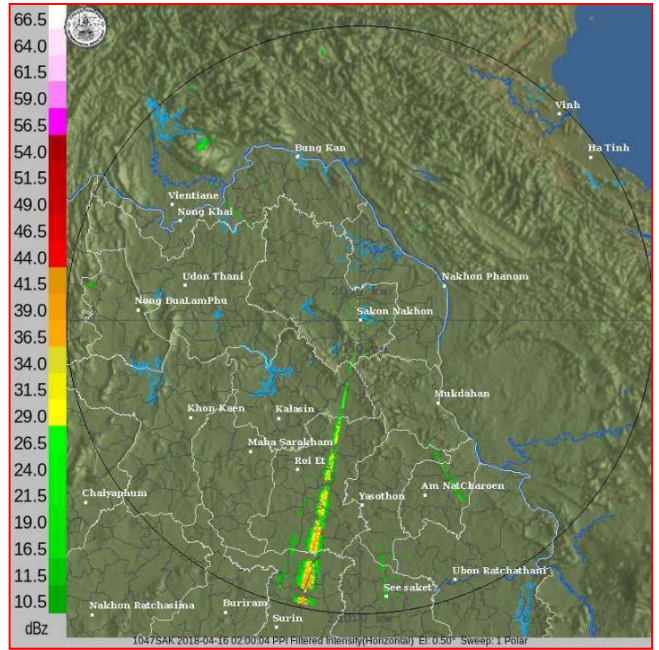 66.5
64.0
61.5
59.0
56.5
54.0
51.5
49.0
46.5
44.0
41.5
39.0
36.5
34.0
31.5
29.0
26.5
24.0
21.5
19.0
16.5
11.5
10.5
dBz
Vinh
Ha Tinh
Bung Kan
Vientiane
Nong Khai
Udon Thani
Nakhon Phanom
Nong BuaLamPhu
Sakon Nakhon
Mukdahan
Khon Kaen
Kalasin
Maha Sarakham
Roi Et
Chaiyaphum
Yasothon
Am NatCharoen
Ubon Ratchathani
See saket
Nakhon Ratchasima
Buriram
Surin
1047SAK 2018-04-16 02:00:04 PPI Filtered Intensity(Horizontal) El: 0.50° Sweep: 1 Polar